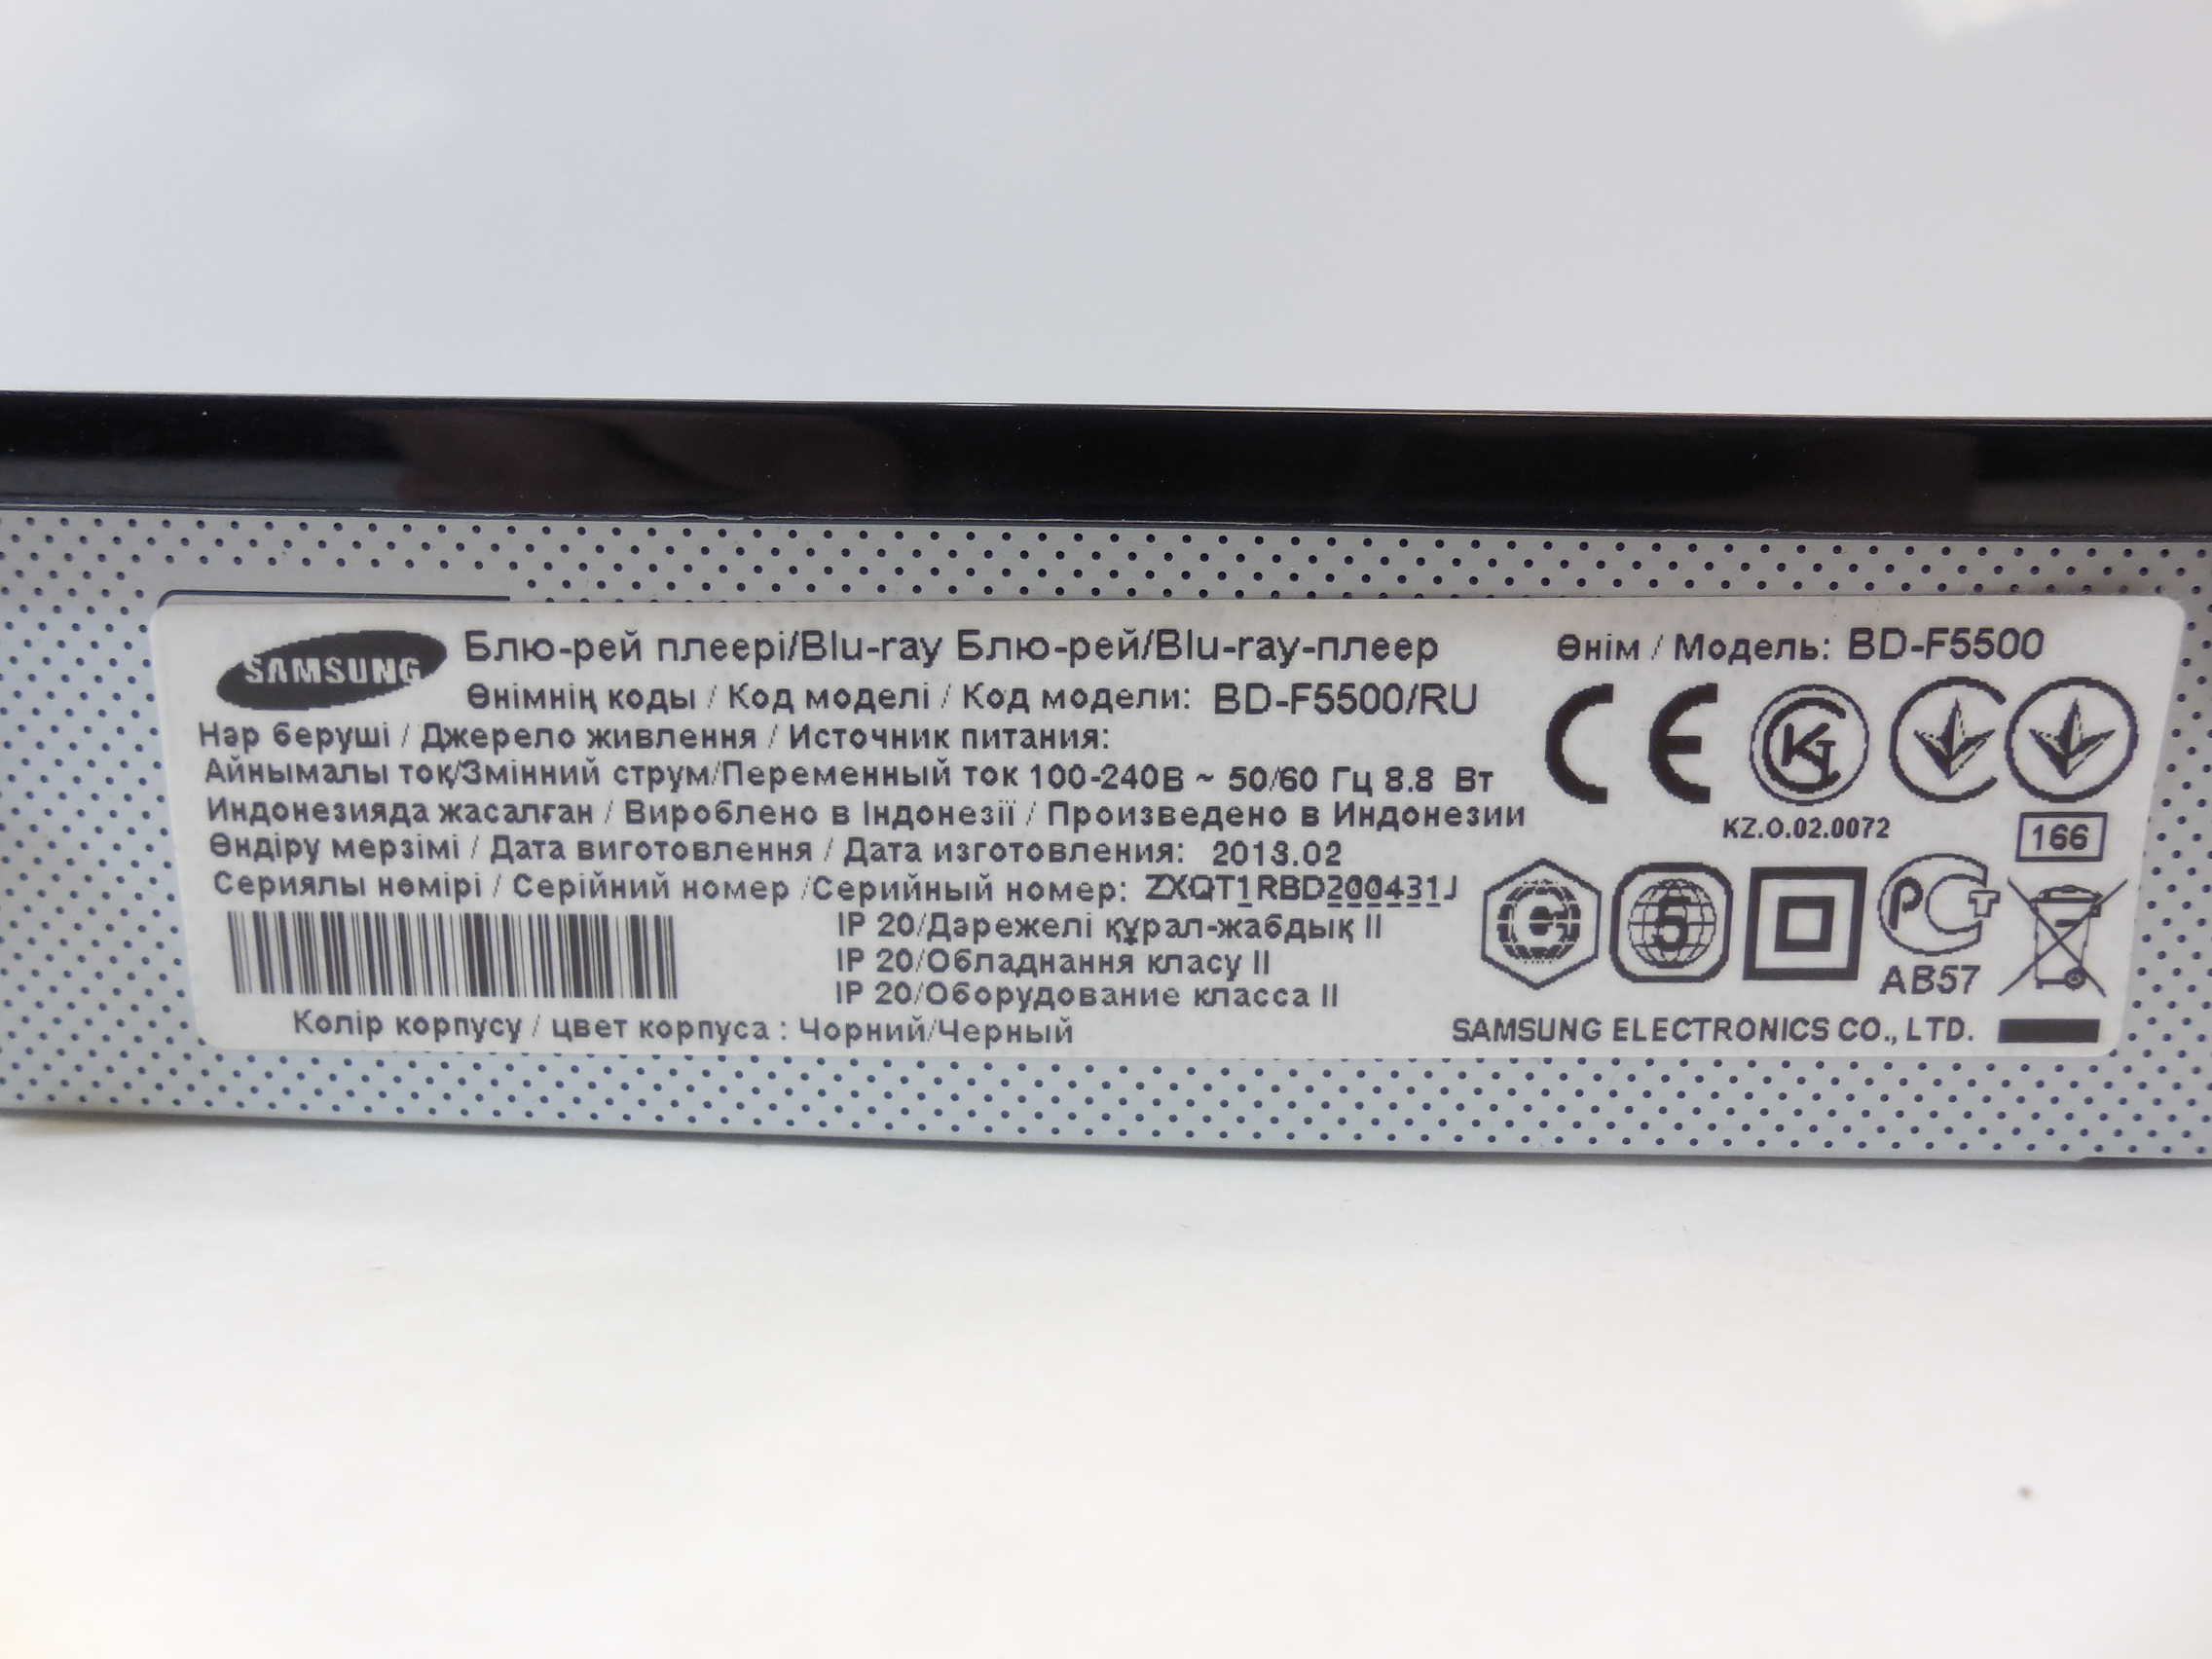 SAMSUNG
Блю-рей плеері/Blu-ray Блю-рей/Blu-ray-плеер
Өнімнің коды / Код моделі / Код модели: BD-F5500/RU
Нәр беруші / Джерело живлення / Источник питания:
Айнымалы тоқ/Змінний струм/Переменный ток 100-240В ~ 50/60 Гц 8.8 Вт
Индонезияда жасалған / Вироблено в Індонезії / Произведено в Индонезии
Өндіру мерзімі / Дата виготовлення / Дата изготовления: 2013.02
Сериялы нөмірі / Серійний номер /Серийный номер: ZXQT1RBD200431J
IP 20/Дәрежелі құрал-жабдық II
IP 20/Обладнання класу II
IP 20/Оборудование класса II
Колір корпусу / цвет корпуса : Чорний/Черный
Өнім / Модель: BD-F5500
CE
KZ.O.02.0072
166
e
5
РСТ
АВ57
SAMSUNG ELECTRONICS CO., LTD.